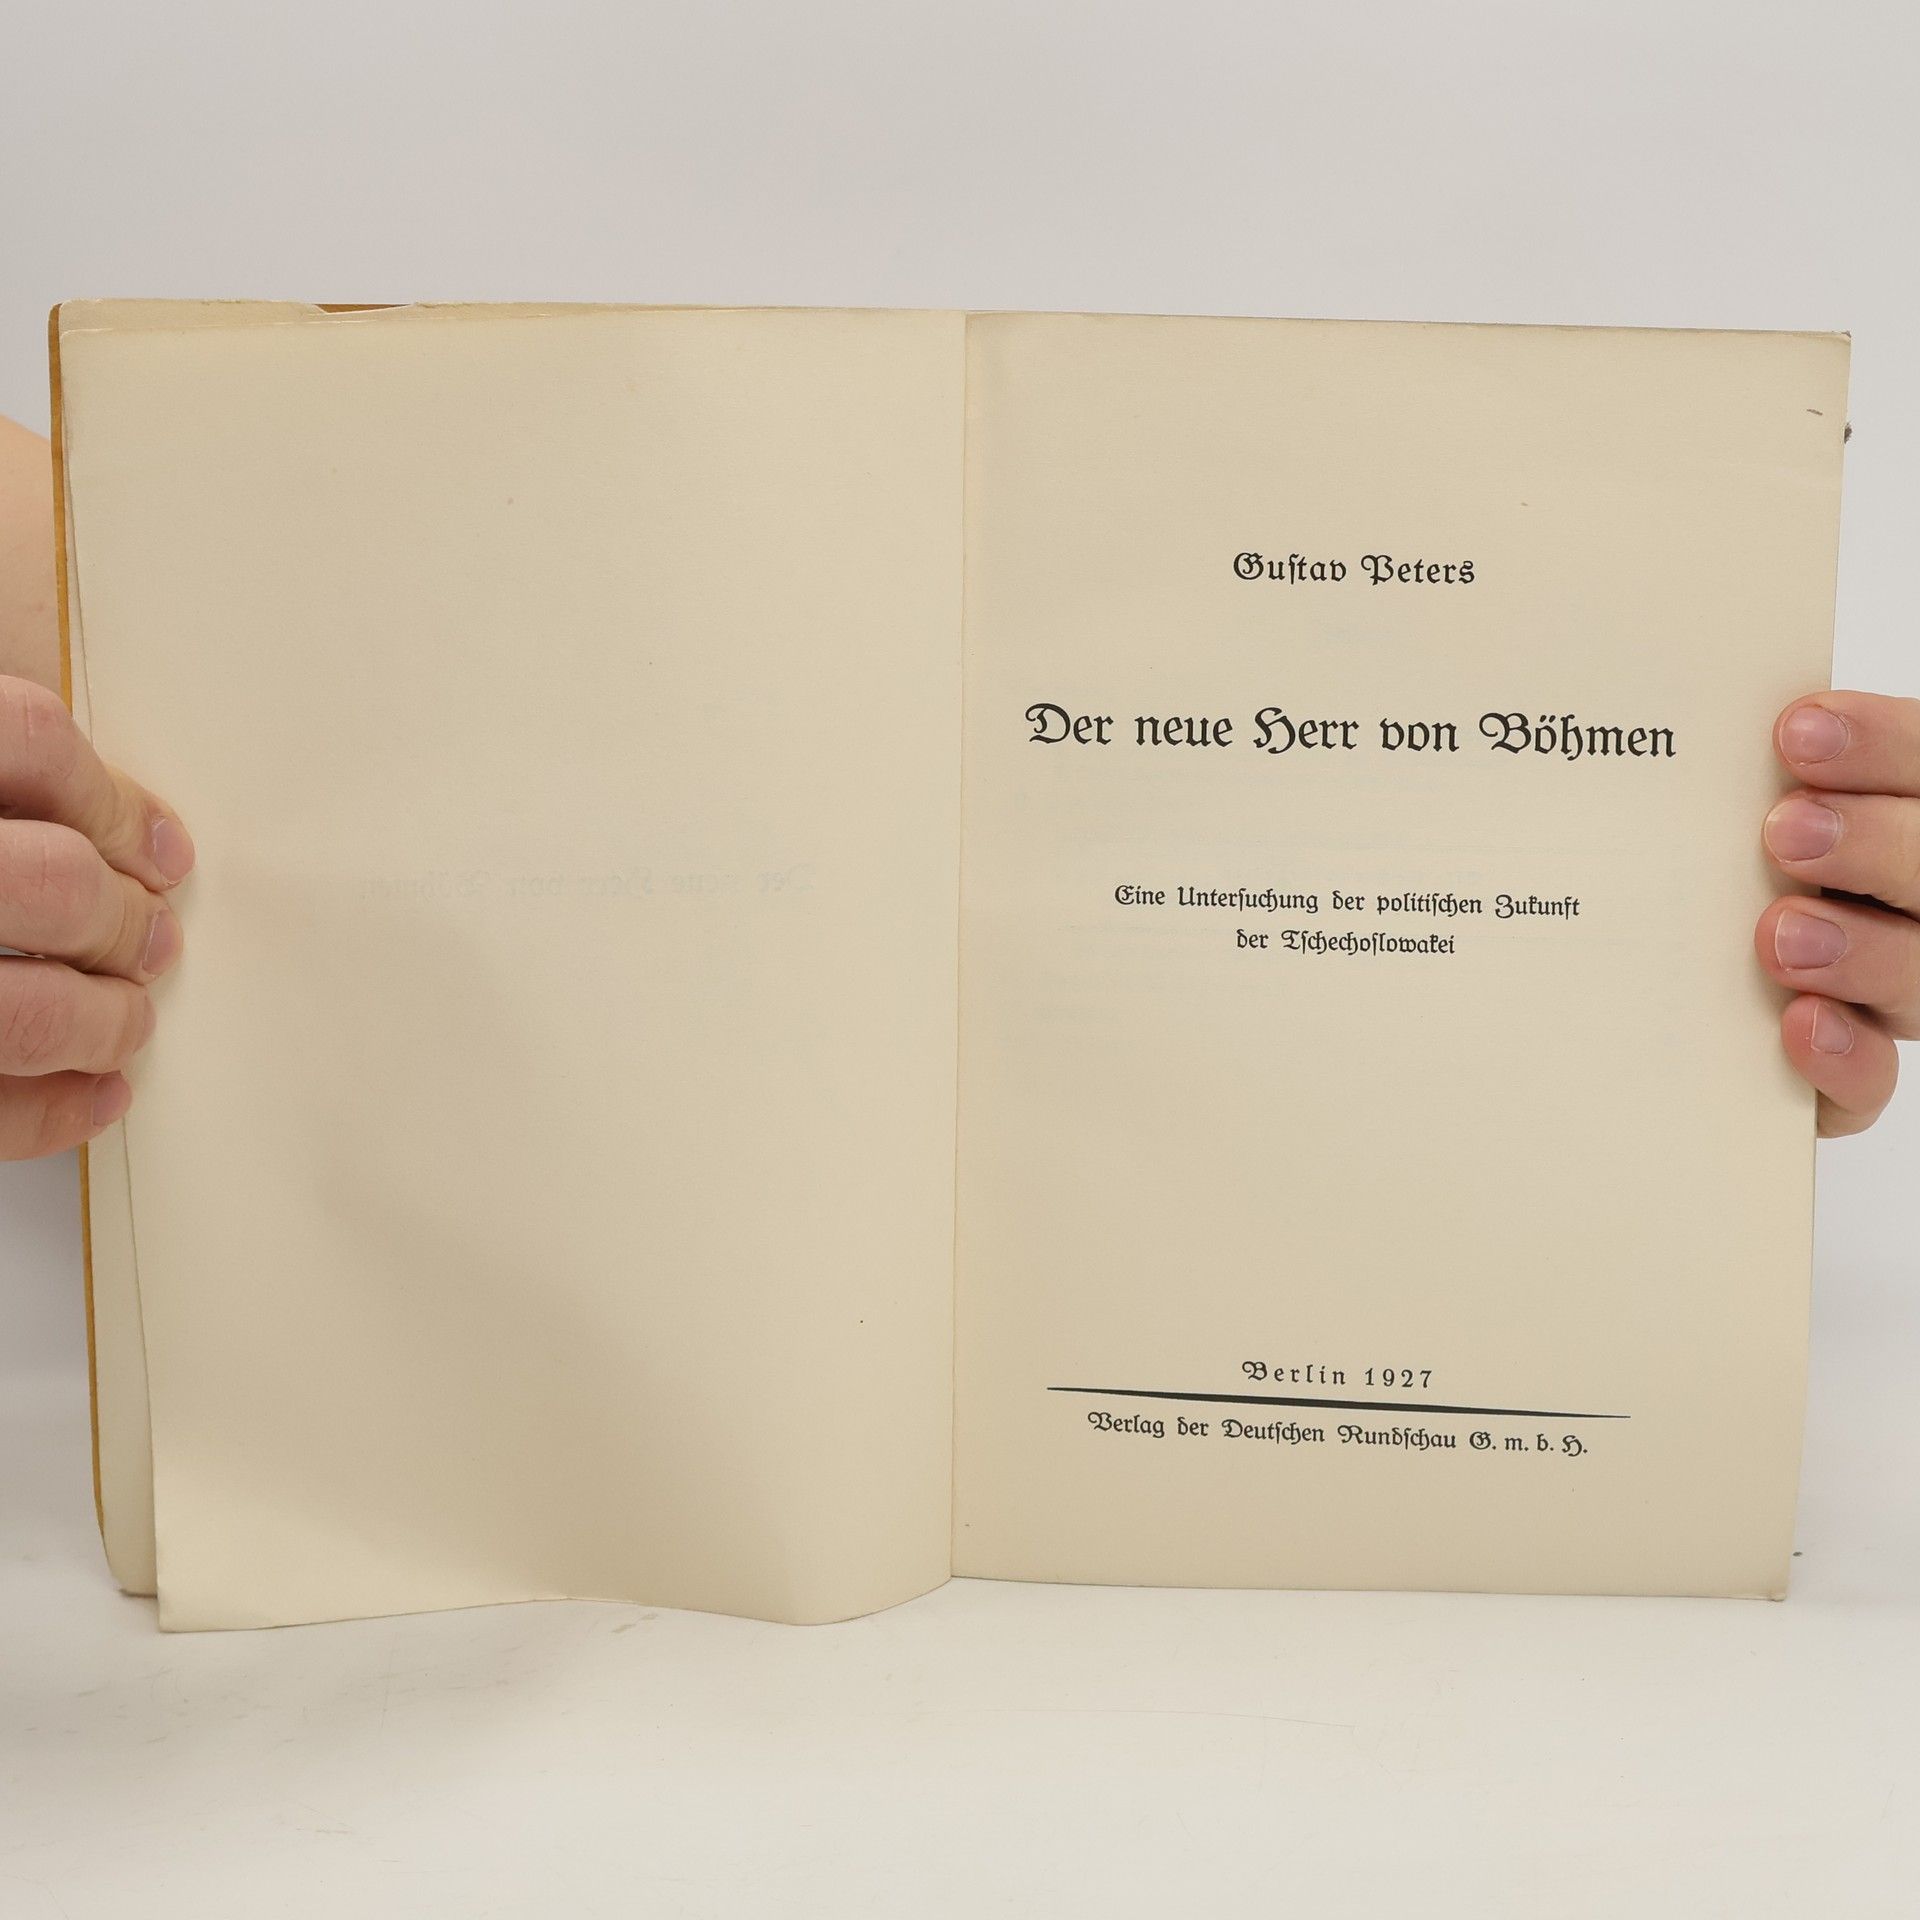 Gustav Peters
Der neue Herr von Böhmen
Eine Untersuchung der politischen Zukunft
der Tschechoslowakei
Berlin 1927
Verlag der Deutschen Rundschau G. m. b. H.